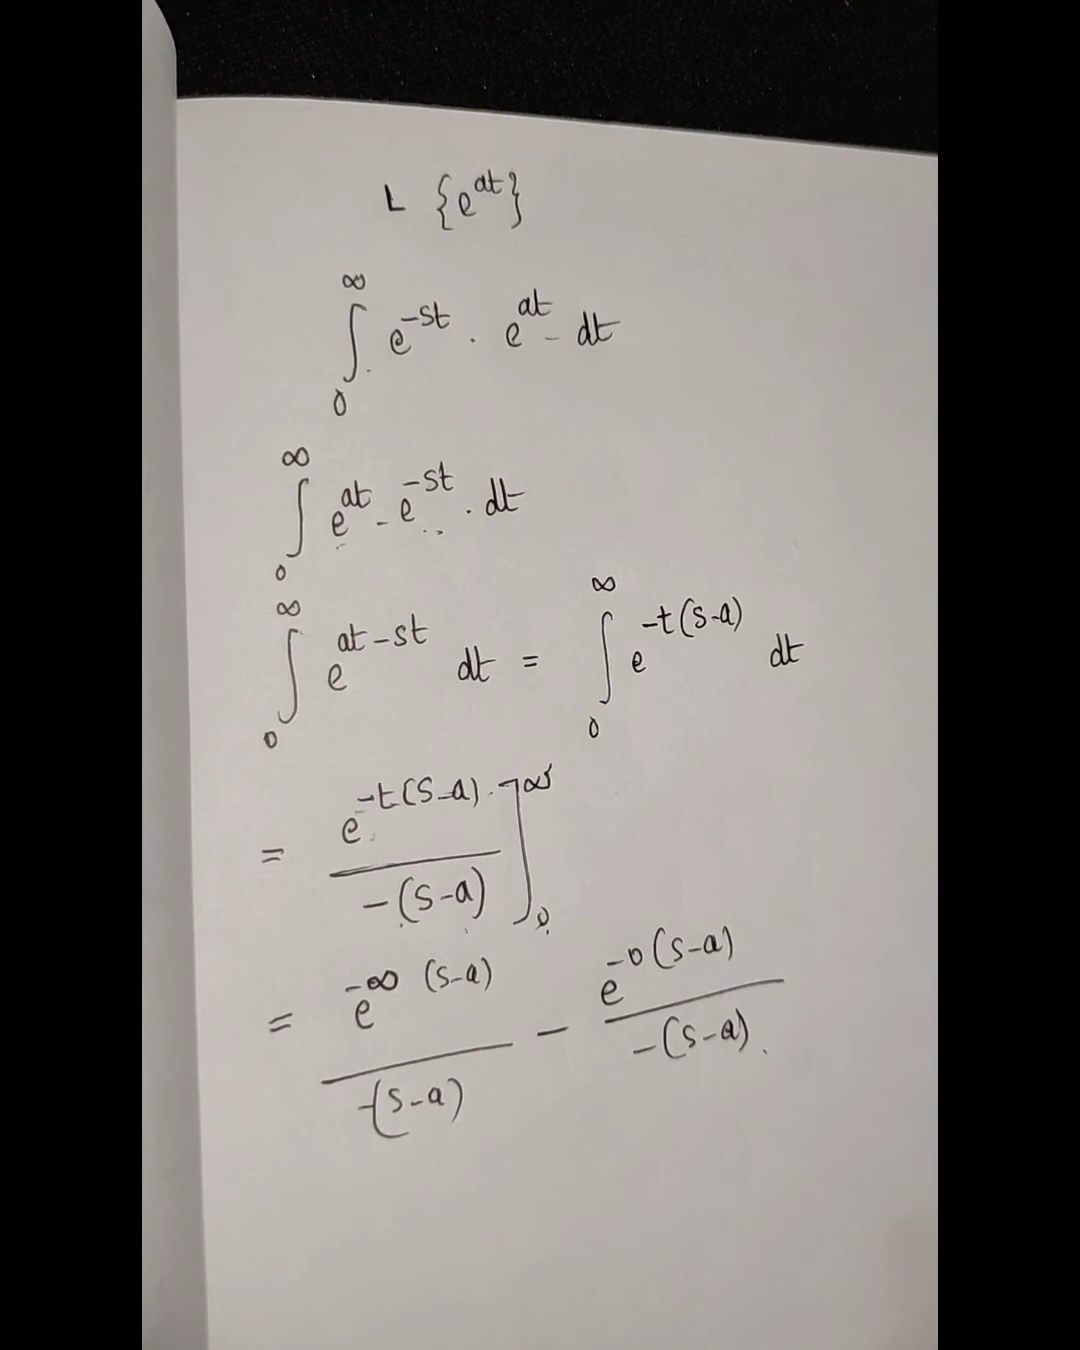 L {e^at}
∫₀^∞ e^-st . e^at - dt
∫₀^∞ e^at - e^-st . dt
∫₀^∞ e^at-st dt = ∫₀^∞ e^-t(s-a) dt
= e^-t(s-a) / -(s-a) ]₀^∞
= e^-∞ (s-a) / -(s-a) - e^-0(s-a) / -(s-a).